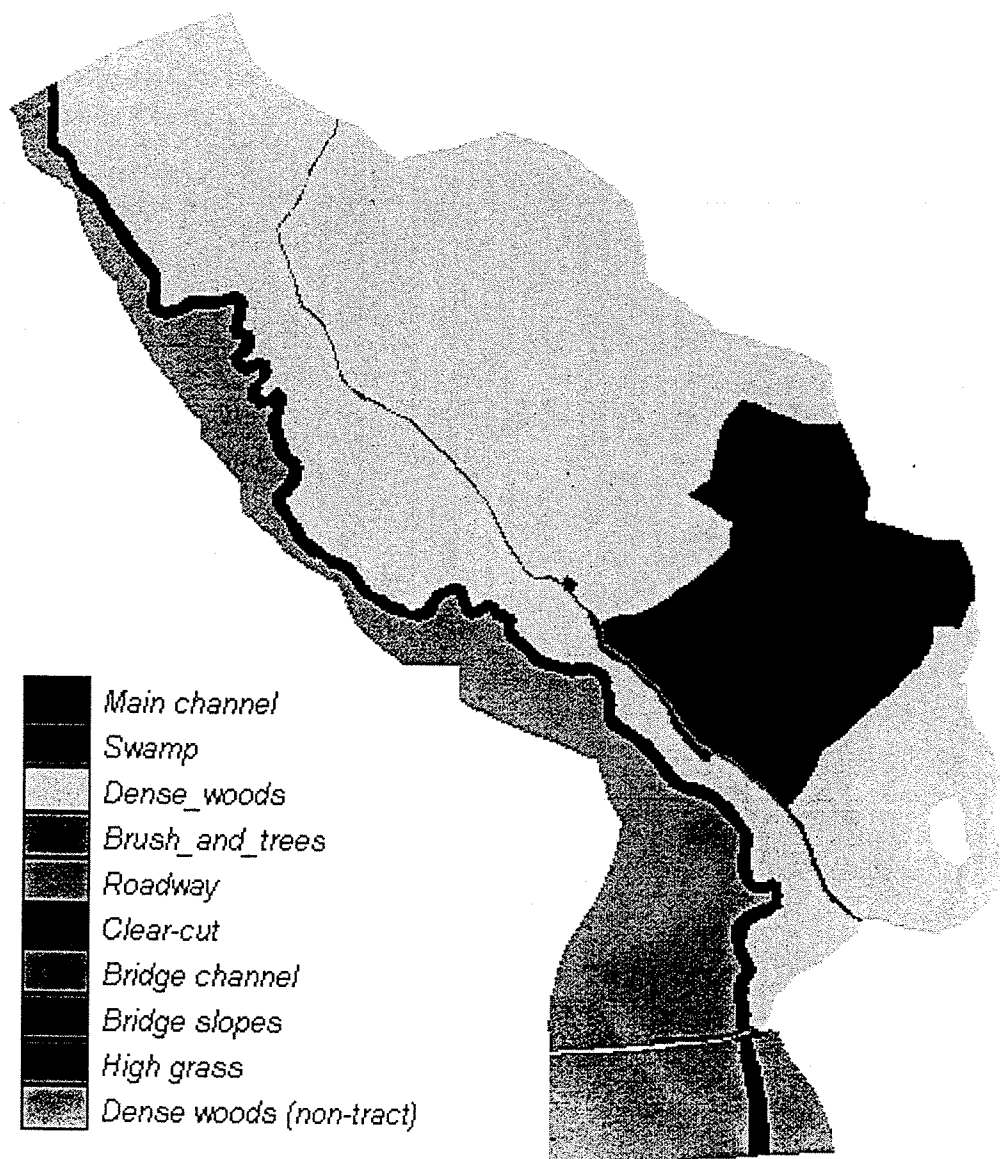 Main channel
Swamp
Dense_woods
Brush_and_trees
Roadway
Clear-cut
Bridge channel
Bridge slopes
High grass
Dense woods (non-tract)